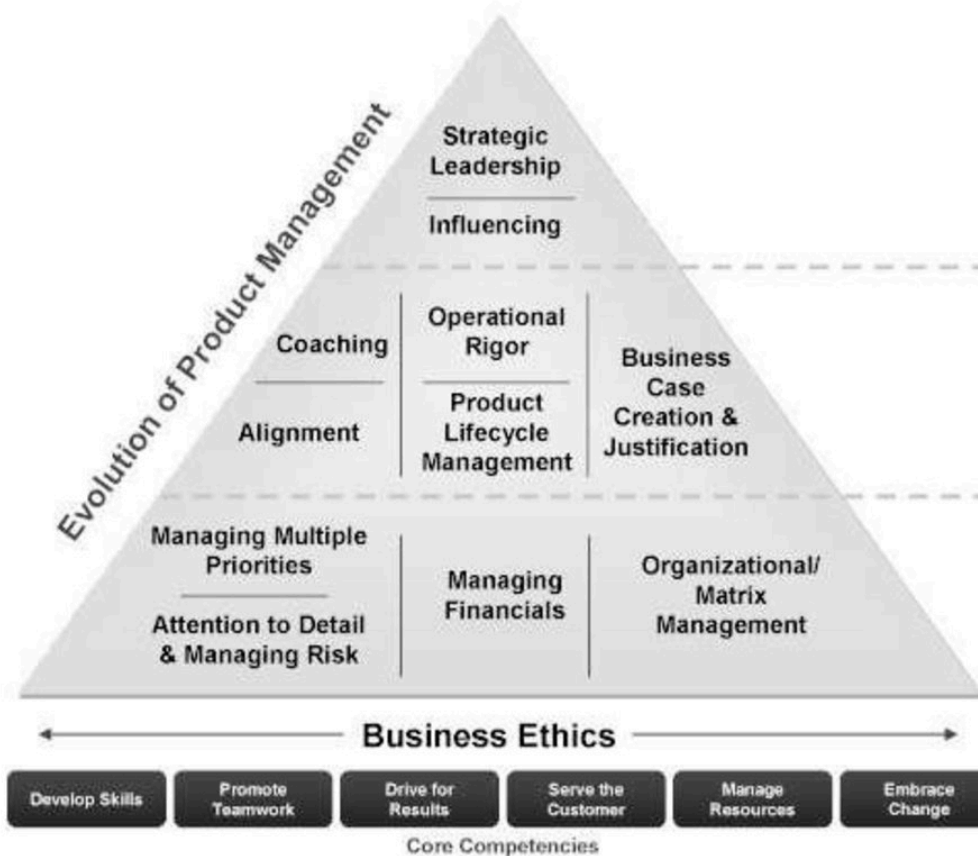 Evolution of Product Management
Strategic
Leadership
Influencing
Coaching
Alignment
Operational
Rigor
Product
Lifecycle
Management
Business
Case
Creation &
Justification
Managing Multiple
Priorities
Attention to Detail
& Managing Risk
Managing
Financials
Organizational/
Matrix
Management
Business Ethics
Develop Skills
Promote
Teamwork
Drive for
Results
Serve the
Customer
Manage
Resources
Embrace
Change
Core Competencies